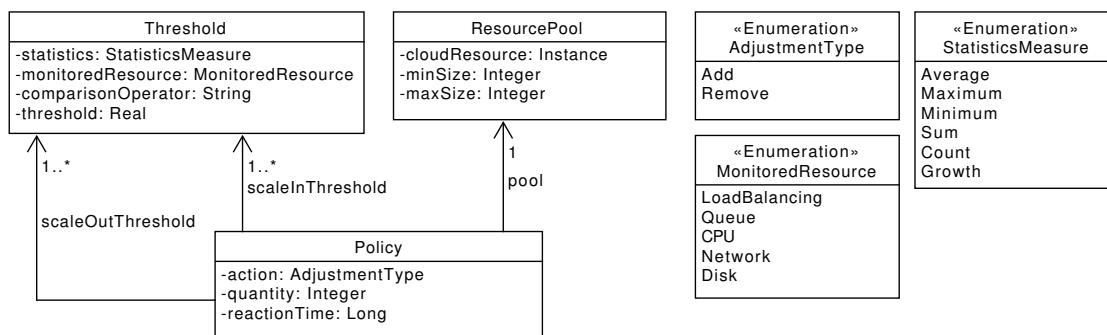 Threshold
-statistics: StatisticsMeasure
-monitoredResource: MonitoredResource
-comparisonOperator: String
-threshold: Real
ResourcePool
-cloudResource: Instance
-minSize: Integer
-maxSize: Integer
«Enumeration»
AdjustmentType
Add
Remove
«Enumeration»
StatisticsMeasure
Average
Maximum
Minimum
Sum
Count
Growth
«Enumeration»
MonitoredResource
LoadBalancing
Queue
CPU
Network
Disk
1..*
scaleOutThreshold
1..*
scaleInThreshold
1
pool
Policy
-action: AdjustmentType
-quantity: Integer
-reactionTime: Long